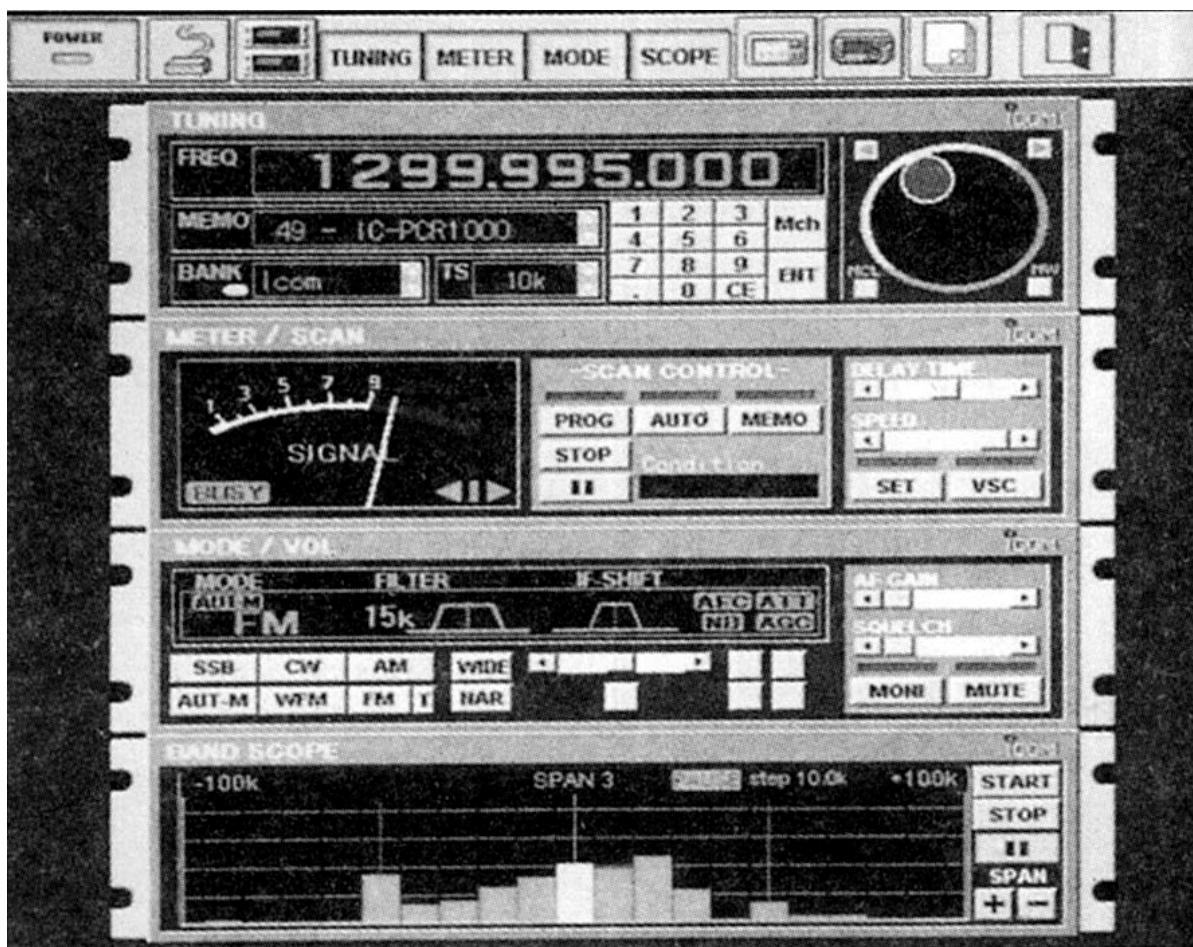 POWER
TUNING METER MODE SCOPE
TUNING
FREQ 1299.995.000
MEMO 49 - IC-PCR1000
1 2 3 Mch
4 5 6
BANK Icom TS 10k
7 8 9 ENT
. 0 CE
MCL MW
METER / SCAN
1 3 5 7 9
SIGNAL
BUSY
-SCAN CONTROL-
PROG AUTO MEMO
STOP Condition
DELAY TIME
SPEED
SET VSC
MODE / VOL
MODE FILTER IF-SHIFT
AUT-M
FM 15k
AFC ATT
NB AGC
SSB CW AM WIDE
AUT-M WFM FM NAR
AF GAIN
SQUELCH
MONI MUTE
BAND SCOPE
-100k SPAN 3 step 10.0k +100k
START
STOP
SPAN
+ -